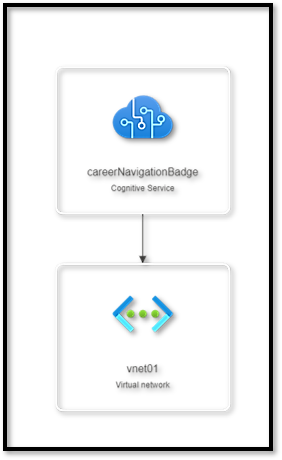 careerNavigationBadge
Cognitive Service
vnet01
Virtual network